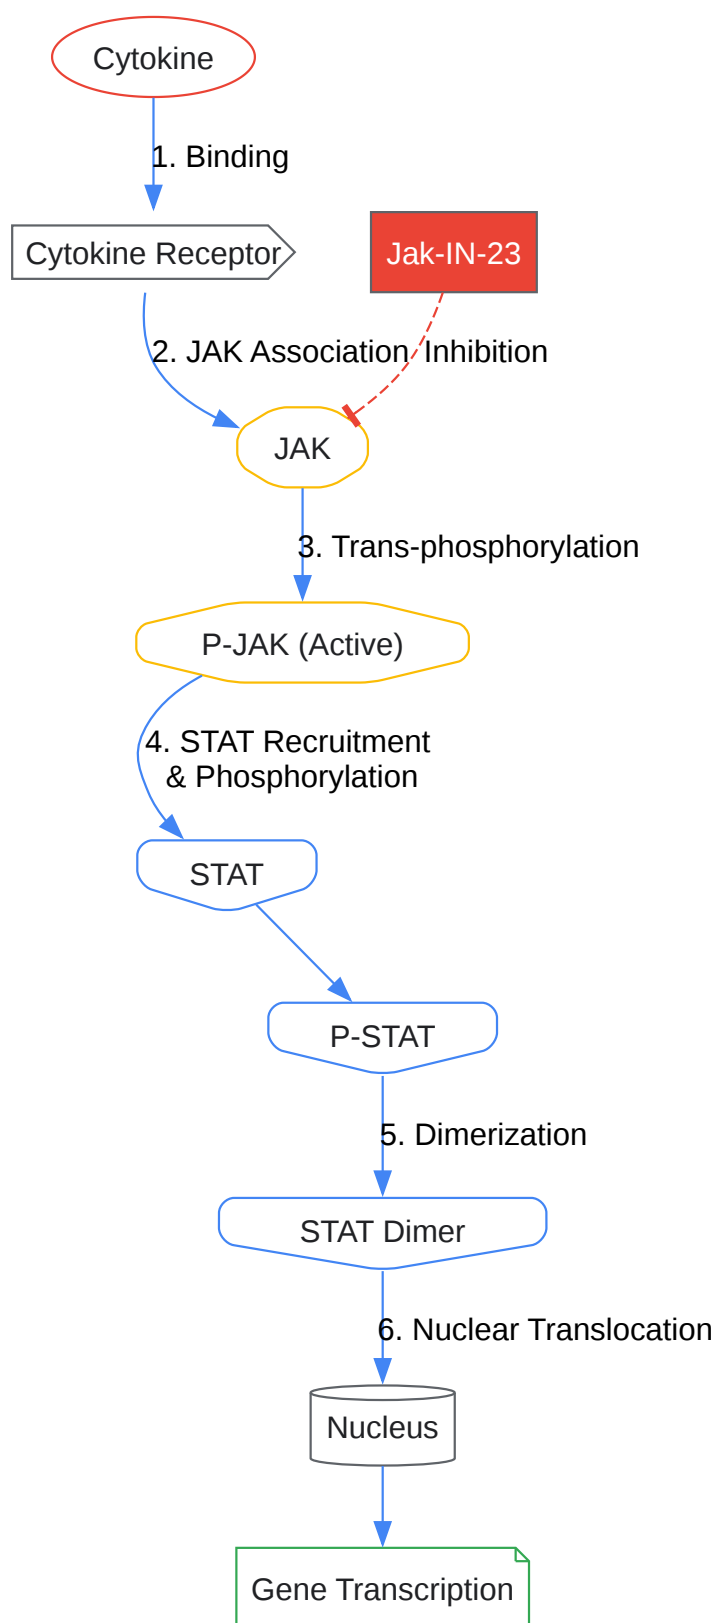 Cytokine
1. Binding
Cytokine Receptor
Jak-IN-23
2. JAK Association
Inhibition
JAK
3. Trans-phosphorylation
P-JAK (Active)
4. STAT Recruitment
& Phosphorylation
STAT
P-STAT
5. Dimerization
STAT Dimer
6. Nuclear Translocation
Nucleus
Gene Transcription